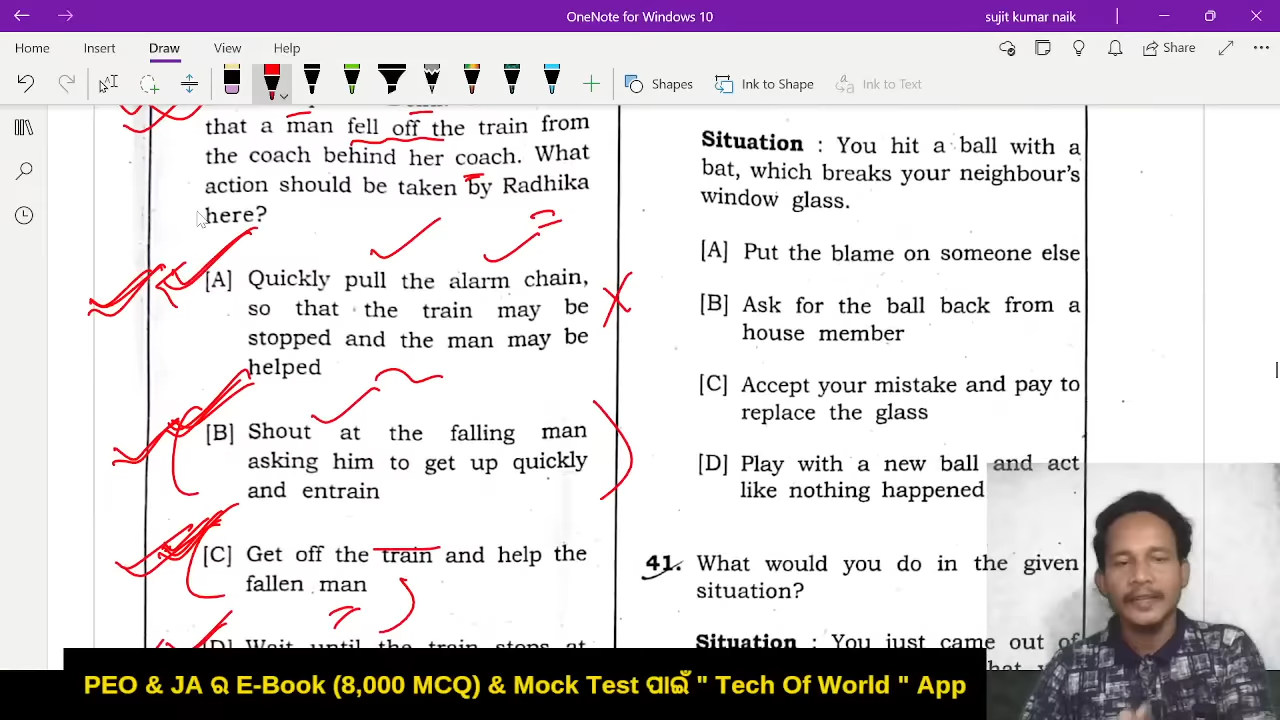 OneNote for Windows 10
sujit kumar naik
Home Insert Draw View Help
Share
Shapes Ink to Shape Ink to Text
that a man fell off the train from
the coach behind her coach. What
action should be taken by Radhika
here?
[A] Quickly pull the alarm chain,
so that the train may be
stopped and the man may be
helped
[B] Shout at the falling man
asking him to get up quickly
and entrain
[C] Get off the train and help the
fallen man
[D] Wait until the train stops at
Situation : You hit a ball with a
bat, which breaks your neighbour's
window glass.
[A] Put the blame on someone else
[B] Ask for the ball back from a
house member
[C] Accept your mistake and pay to
replace the glass
[D] Play with a new ball and act
like nothing happened
41. What would you do in the given
situation?
Situation : You just came out of
PEO & JA ର E-Book (8,000 MCQ) & Mock Test ପାଇଁ " Tech Of World " App